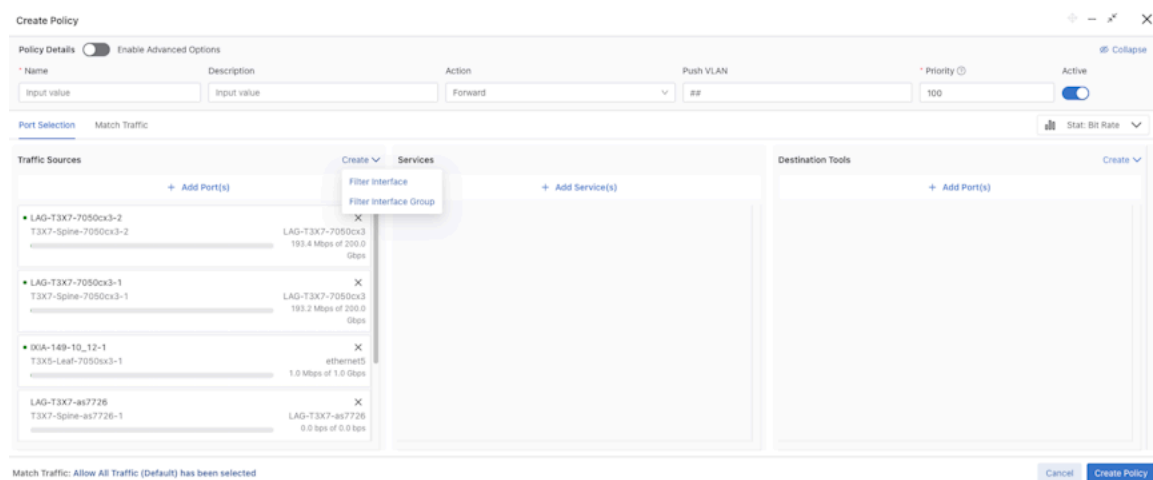 Create Policy
Policy Details Enable Advanced Options Collapse
* Name Description Action Push VLAN * Priority Active
Input value Input value Forward ## 100
Port Selection Match Traffic Stat: Bit Rate
Traffic Sources Create Services Destination Tools Create
+ Add Port(s) Filter Interface + Add Service(s) + Add Port(s)
Filter Interface Group
LAG-T3X7-7050cx3-2
T3X7-Spine-7050cx3-2 LAG-T3X7-7050cx3
193.4 Mbps of 200.0
Gbps
LAG-T3X7-7050cx3-1
T3X7-Spine-7050cx3-1 LAG-T3X7-7050cx3
193.2 Mbps of 200.0
Gbps
IXIA-149-10_12-1
T3X5-Leaf-7050sx3-1 ethernet5
1.0 Mbps of 1.0 Gbps
LAG-T3X7-as7726
T3X7-Spine-as7726-1 LAG-T3X7-as7726
0.0 bps of 0.0 bps
Match Traffic: Allow All Traffic (Default) has been selected Cancel Create Policy